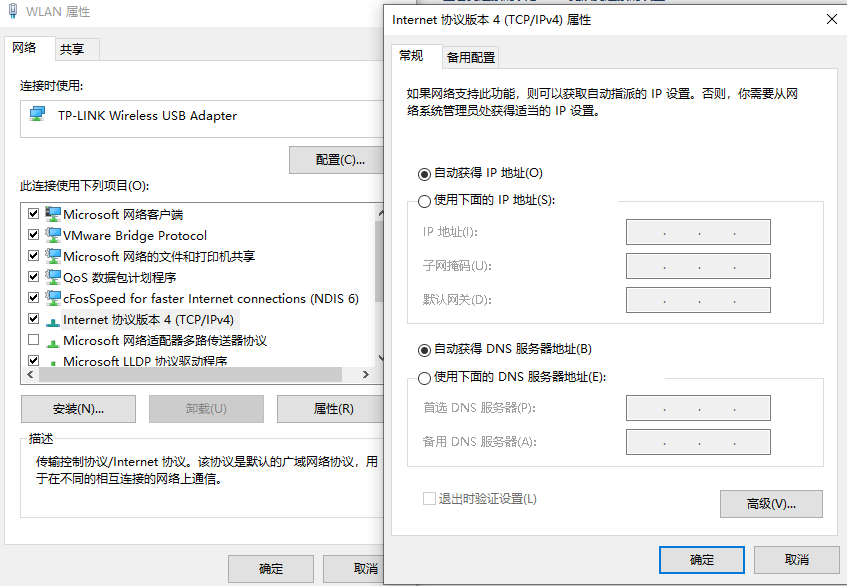 WLAN 属性
网络
共享
连接时使用:
TP-LINK Wireless USB Adapter
配置(C)...
此连接使用下列项目(O):
Microsoft 网络客户端
VMware Bridge Protocol
Microsoft 网络的文件和打印机共享
QoS 数据包计划程序
cFosSpeed for faster Internet connections (NDIS 6)
Internet 协议版本 4 (TCP/IPv4)
Microsoft 网络适配器多路传送器协议
Microsoft LLDP 协议驱动程序
安装(N)...
卸载(U)
属性(R)
描述
传输控制协议/Internet 协议。该协议是默认的广域网络协议，用
于在不同的相互连接的网络上通信。
确定
取消
Internet 协议版本 4 (TCP/IPv4) 属性
常规
备用配置
如果网络支持此功能，则可以获取自动指派的 IP 设置。否则，你需要从网
络系统管理员处获得适当的 IP 设置。
自动获得 IP 地址(O)
使用下面的 IP 地址(S):
IP 地址(I):
子网掩码(U):
默认网关(D):
自动获得 DNS 服务器地址(B)
使用下面的 DNS 服务器地址(E):
首选 DNS 服务器(P):
备用 DNS 服务器(A):
退出时验证设置(L)
高级(V)...
确定
取消